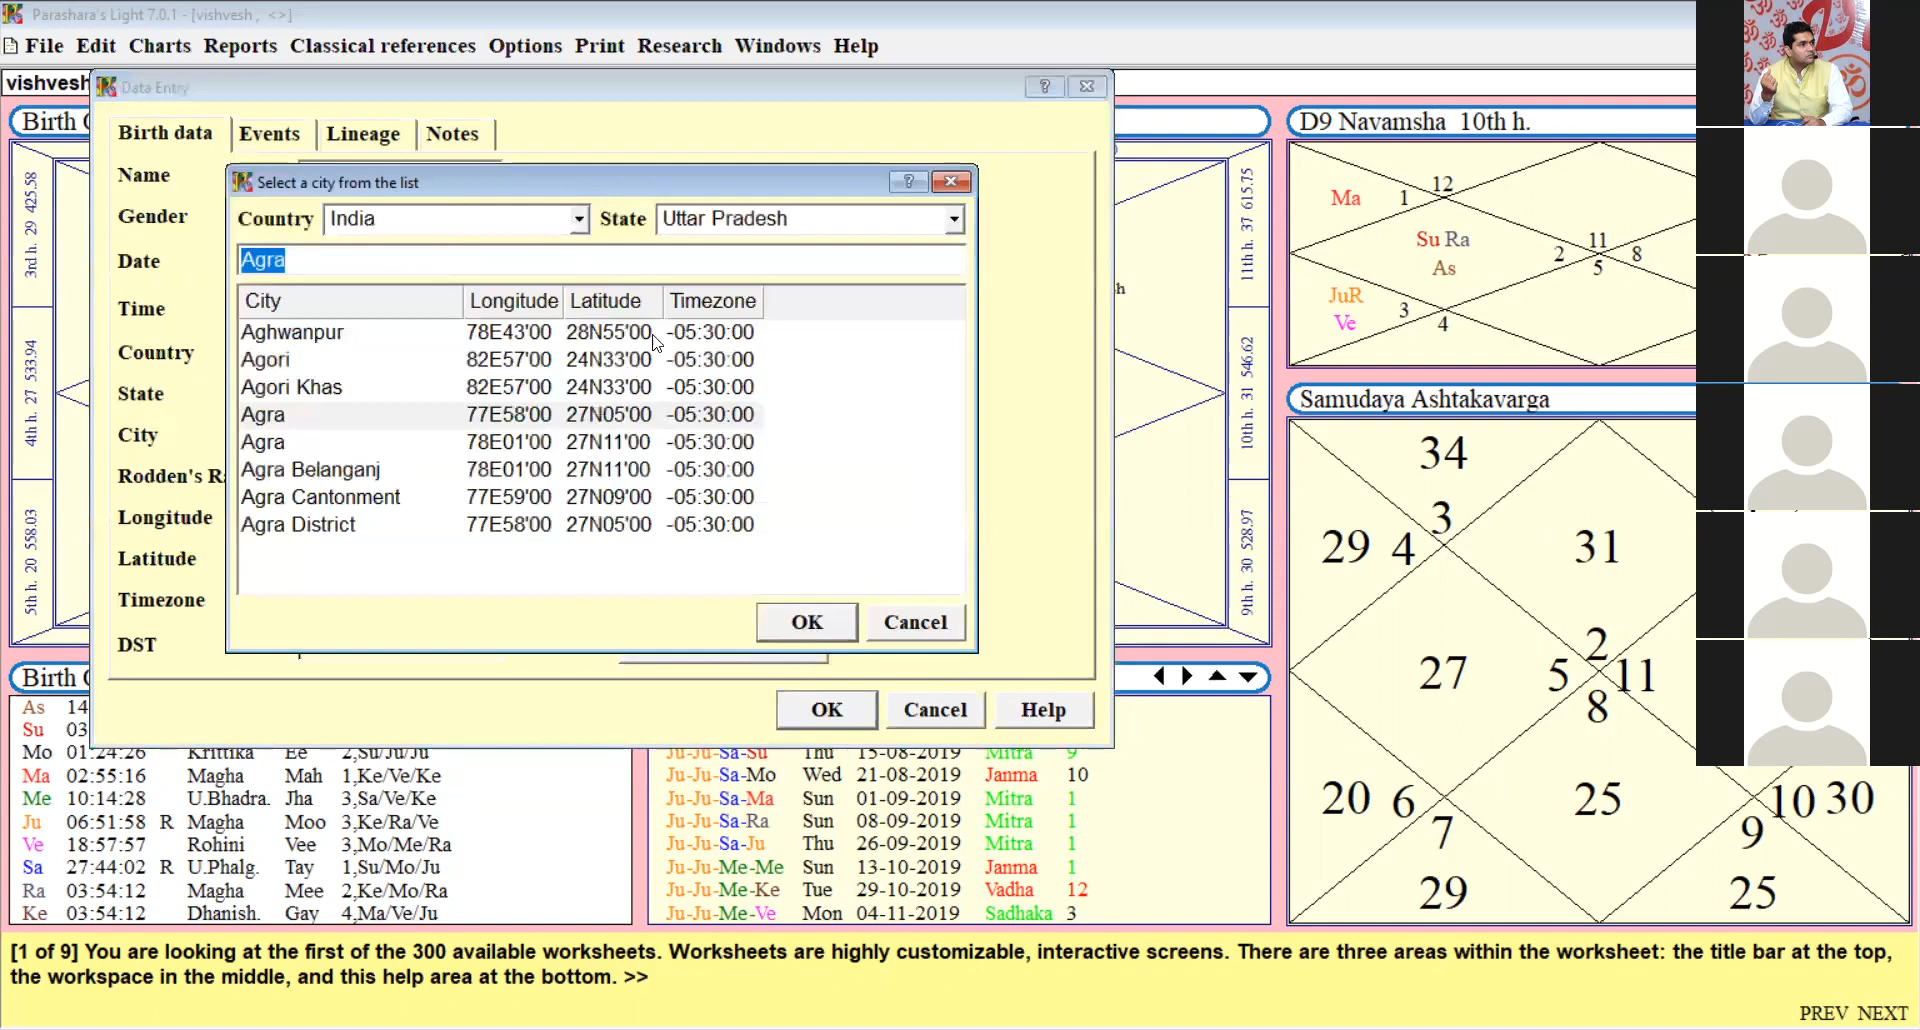 Parashara's Light 7.0.1 - [vishvesh , <>]
File Edit Charts Reports Classical references Options Print Research Windows Help
vishvesh
Data Entry
Birth
D9 Navamsha 10th h.
Birth data Events Lineage Notes
Name
Gender
Date
Time
Country
State
City
Rodden's
Longitude
Latitude
Timezone
DST
OK Cancel Help
Select a city from the list
Country India State Uttar Pradesh
Agra
City Longitude Latitude Timezone
Aghwanpur 78E43'00 28N55'00 -05:30:00
Agori 82E57'00 24N33'00 -05:30:00
Agori Khas 82E57'00 24N33'00 -05:30:00
Agra 77E58'00 27N05'00 -05:30:00
Agra 78E01'00 27N11'00 -05:30:00
Agra Belanganj 78E01'00 27N11'00 -05:30:00
Agra Cantonment 77E59'00 27N09'00 -05:30:00
Agra District 77E58'00 27N05'00 -05:30:00
OK Cancel
3rd h. 29 425.58
4th h. 27 533.94
5th h. 20 558.03
11th h. 37 615.75
10th h. 31 546.62
9th h. 30 528.97
h
Ma 1 12
Su Ra
As
2 11 5 8
JuR
Ve
3 4
Samudaya Ashtakavarga
34
3
29 4 31
2
27 5 11
8
20 6 25 10 30
7 9
29 25
Birth
As 14
Su 03
Mo 01:24:26 Krittika Ee 2,Su/Ju/Ju
Ma 02:55:16 Magha Mah 1,Ke/Ve/Ke
Me 10:14:28 U.Bhadra. Jha 3,Sa/Ve/Ke
Ju 06:51:58 R Magha Moo 3,Ke/Ra/Ve
Ve 18:57:57 Rohini Vee 3,Mo/Me/Ra
Sa 27:44:02 R U.Phalg. Tay 1,Su/Mo/Ju
Ra 03:54:12 Magha Mee 2,Ke/Mo/Ra
Ke 03:54:12 Dhanish. Gay 4,Ma/Ve/Ju
Ju-Ju-Sa-Su Thu 15-08-2019 Mitra 9
Ju-Ju-Sa-Mo Wed 21-08-2019 Janma 10
Ju-Ju-Sa-Ma Sun 01-09-2019 Mitra 1
Ju-Ju-Sa-Ra Sun 08-09-2019 Mitra 1
Ju-Ju-Sa-Ju Thu 26-09-2019 Mitra 1
Ju-Ju-Me-Me Sun 13-10-2019 Janma 1
Ju-Ju-Me-Ke Tue 29-10-2019 Vadha 12
Ju-Ju-Me-Ve Mon 04-11-2019 Sadhaka 3
[1 of 9] You are looking at the first of the 300 available worksheets. Worksheets are highly customizable, interactive screens. There are three areas within the worksheet: the title bar at the top,
the workspace in the middle, and this help area at the bottom. >>
PREV NEXT